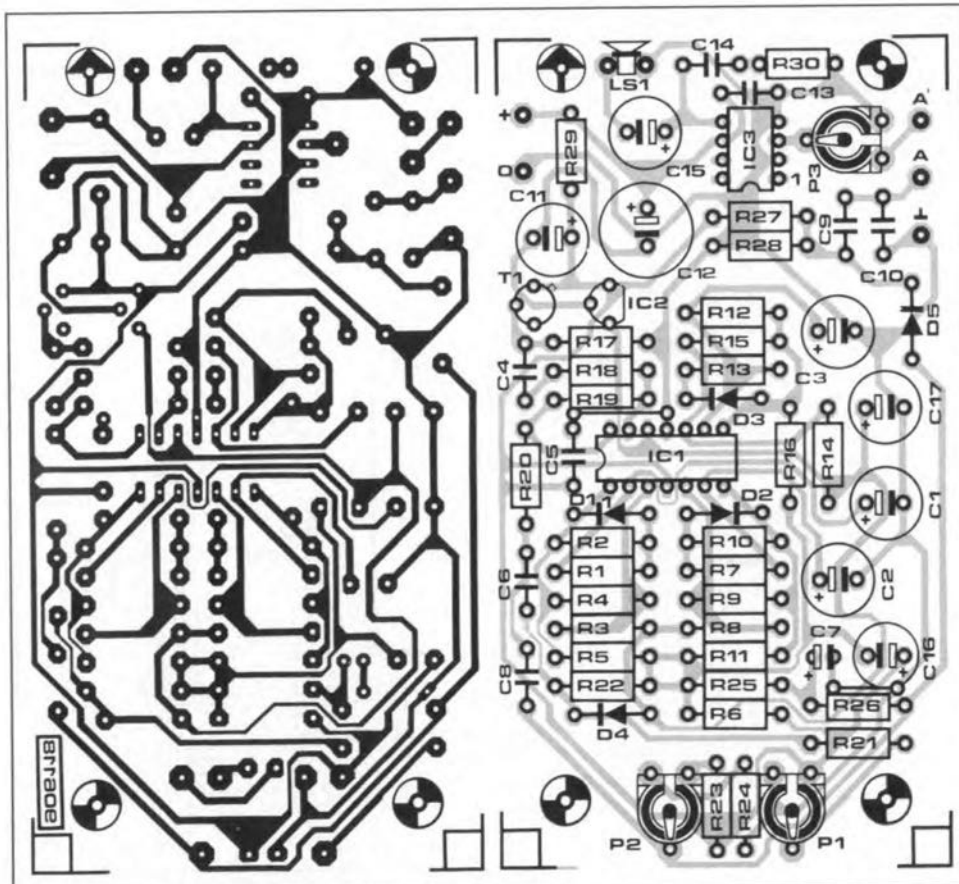 LS1
C14
R30
C13
A'
+
R29
C15
IC3
P3
A
0
1
C11
+
+
+
R27
C9
R28
⊥
C12
C10
T1
IC2
R12
D5
R17
R15
+
C4
R18
R13
C3
R19
D3
C17
+
R20
C5
IC1
R16
R14
D1
D2
C1
+
R2
R10
R1
R7
C6
C2
+
R4
R9
R3
R8
C7
R5
R11
C16
+
+
C8
R22
R25
R26
D4
R6
R21
R23
R24
P2
P1